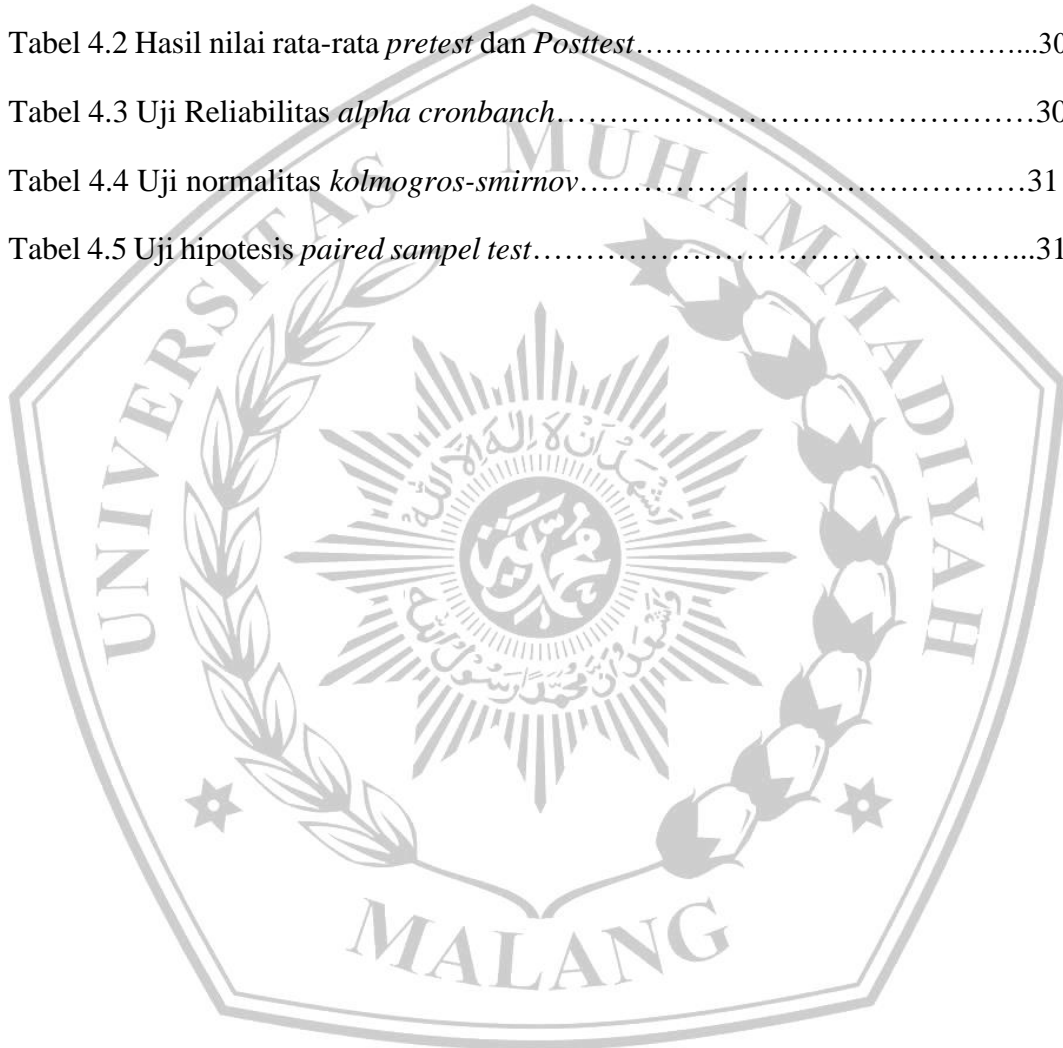 Tabel 4.2 Hasil nilai rata-rata pretest dan Posttest…………………………………...30
Tabel 4.3 Uji Reliabilitas alpha cronbanch………………………………………30
Tabel 4.4 Uji normalitas kolmogros-smirnov……………………………………31
Tabel 4.5 Uji hipotesis paired sampel test………………………………………...31
UNIVERSITAS MUHAMMADIYAH
MALANG